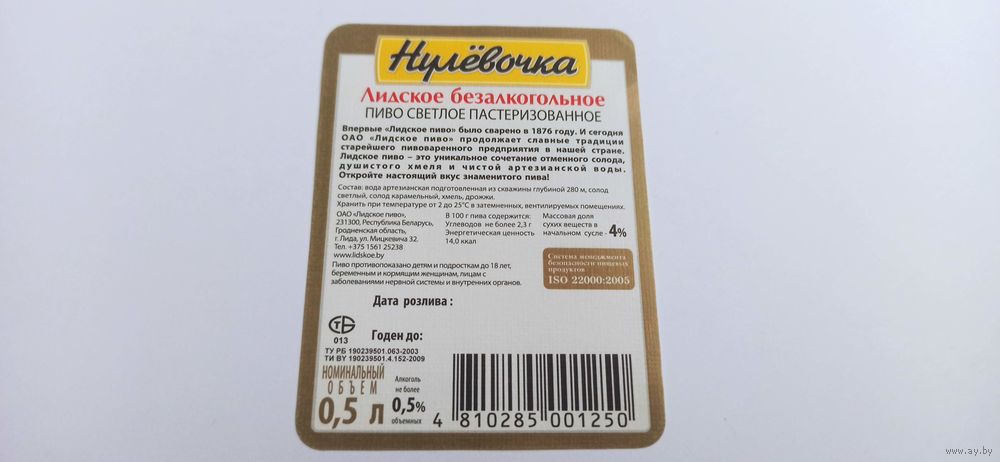 Нулёвочка
Лидское безалкогольное
ПИВО СВЕТЛОЕ ПАСТЕРИЗОВАННОЕ
Впервые «Лидское пиво» было сварено в 1876 году. И сегодня
ОАО «Лидское пиво» продолжает славные традиции
старейшего пивоваренного предприятия в нашей стране.
Лидское пиво – это уникальное сочетание отменного солода,
душистого хмеля и чистой артезианской воды.
Откройте настоящий вкус знаменитого пива!
Состав: вода артезианская подготовленная из скважины глубиной 280 м, солод
светлый, солод карамельный, хмель, дрожжи.
Хранить при температуре от 2 до 25°С в затемненных, вентилируемых помещениях.
ОАО «Лидское пиво»,
231300, Республика Беларусь,
Гродненская область,
г. Лида, ул. Мицкевича 32.
Тел. +375 1561 25238
www.lidskoe.by
В 100 г пива содержится:
Углеводов не более 2,3 г
Энергетическая ценность
14,0 ккал
Массовая доля
сухих веществ в
начальном сусле - 4%
Пиво противопоказано детям и подросткам до 18 лет,
беременным и кормящим женщинам, лицам с
заболеваниями нервной системы и внутренних органов.
Система менеджмента
безопасности пищевых
продуктов
ISO 22000:2005
Дата розлива :
Годен до:
СТБ
013
ТУ РБ 190239501.063-2003
ТИ BY 190239501.4.152-2009
НОМИНАЛЬНЫЙ
ОБЪЕМ
0,5 л
Алкоголь
не более
0,5%
объемных
4 810285 001250
www.ay.by